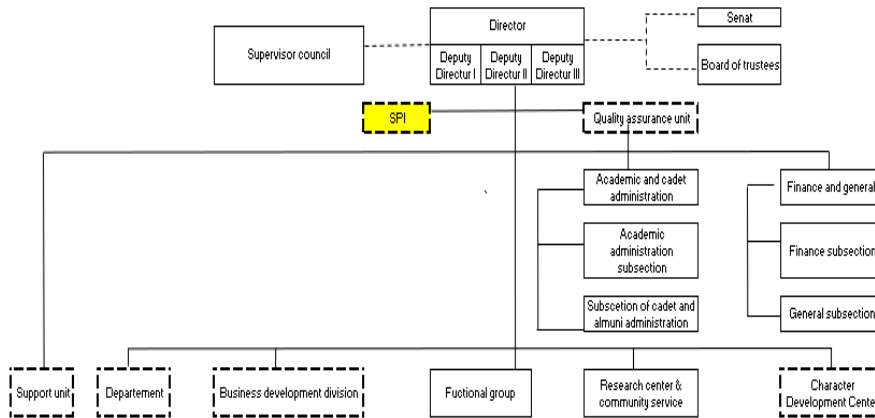 Director
Senat
Supervisor council
Deputy
Directur I
Deputy
Directur II
Deputy
Directur III
Board of trustees
SPI
Quality assurance unit
Academic and cadet
administration
Finance and general
Academic
administration
subsection
Finance subsection
Subscetion of cadet and
almuni administration
General subsection
Support unit
Departement
Business development division
Fuctional group
Research center &
community service
Character
Development Center